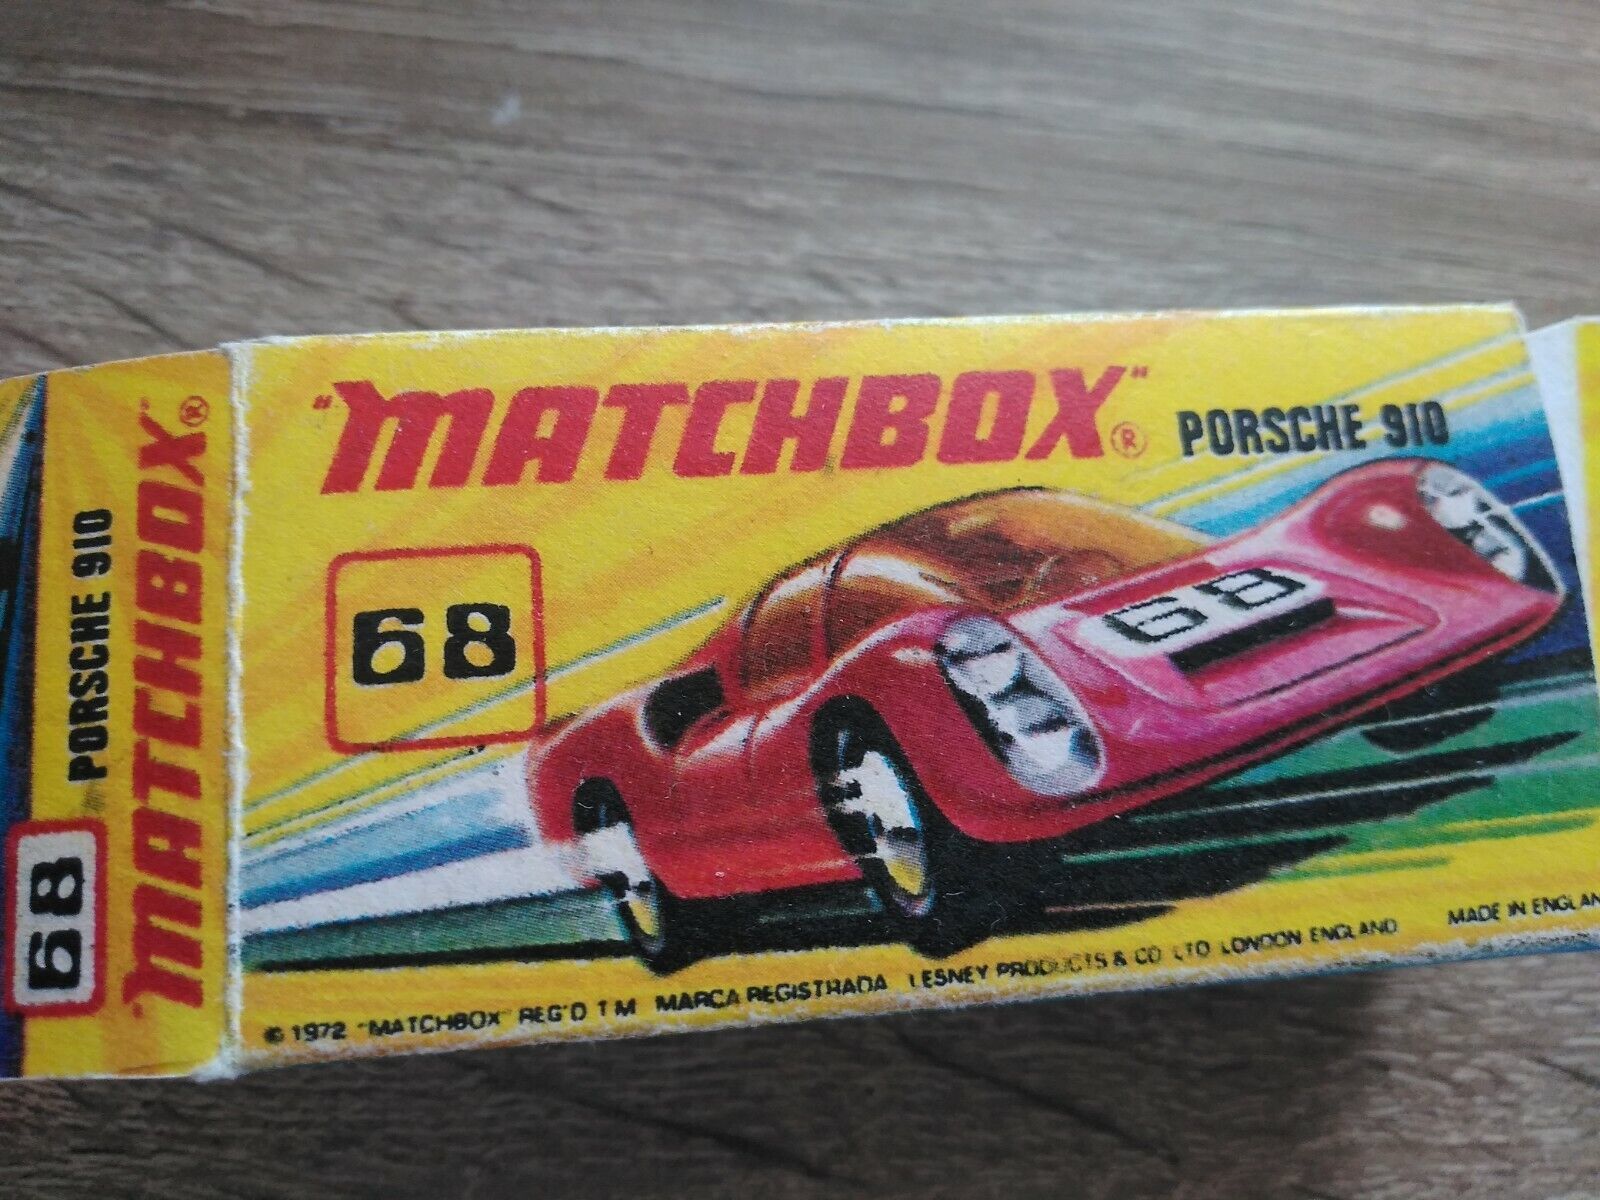 "MATCHBOX"®
PORSCHE 910
68
68
© 1972 "MATCHBOX" REG'D T M MARCA REGISTRADA LESNEY PRODUCTS & CO LTD LONDON ENGLAND MADE IN ENGLAN
PORSCHE 910
"MATCHBOX"®
68